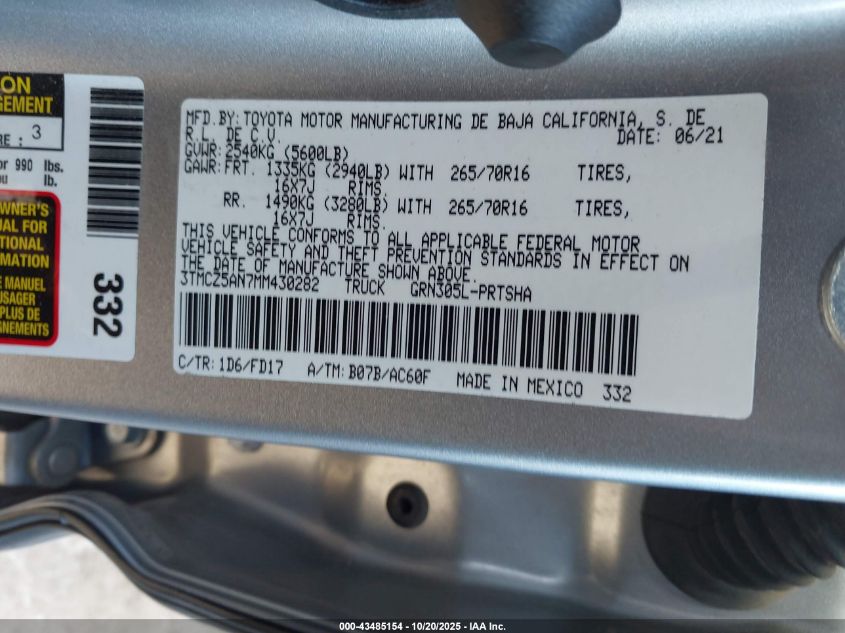 ON
GEMENT
RE : 3
or 990 lbs.
ou lb.
WNER'S
UAL FOR
TIONAL
RMATION
E MANUEL
USAGER
PLUS DE
GNEMENTS
332
MFD.BY:TOYOTA MOTOR MANUFACTURING DE BAJA CALIFORNIA, S. DE
R.L. DE C.V. DATE: 06/21
GVWR: 2540KG (5600LB)
GAWR:FRT. 1335KG (2940LB) WITH 265/70R16 TIRES,
16X7J RIMS
RR. 1490KG (3280LB) WITH 265/70R16 TIRES,
16X7J RIMS.
THIS VEHICLE CONFORMS TO ALL APPLICABLE FEDERAL MOTOR
VEHICLE SAFETY AND THEFT PREVENTION STANDARDS IN EFFECT ON
THE DATE OF MANUFACTURE SHOWN ABOVE.
3TMCZ5AN7MM430282 TRUCK GRN305L-PRTSHA
C/TR: 1D6/FD17 A/TM: B07B/AC60F MADE IN MEXICO 332
000-43485154 - 10/20/2025 - IAA Inc.